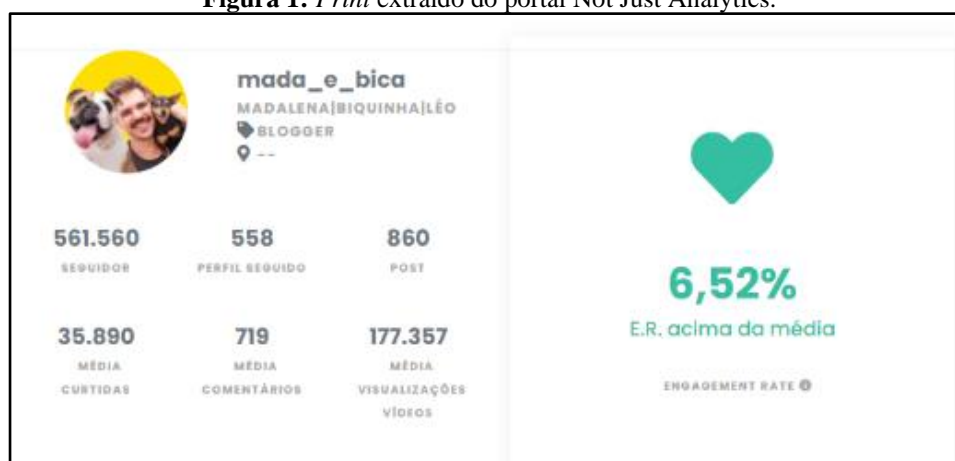 Figura 1. Print extraído do portal Not Just Analytics.
mada_e_bica
MADALENA|BIQUINHA|LÉO
BLOGGER
--
561.560
SEGUIDOR
558
PERFIL SEGUIDO
860
POST
35.890
MÉDIA
CURTIDAS
719
MÉDIA
COMENTÁRIOS
177.357
MÉDIA
VISUALIZAÇÕES
VÍDEOS
6,52%
E.R. acima da média
ENGAGEMENT RATE